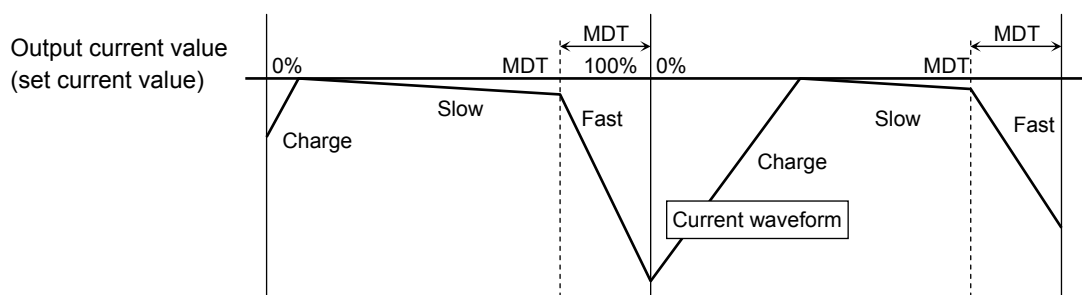 Output current value
(set current value)
MDT
MDT
0%
MDT
100%
0%
MDT
Slow
Fast
Charge
Slow
Fast
Charge
Current waveform